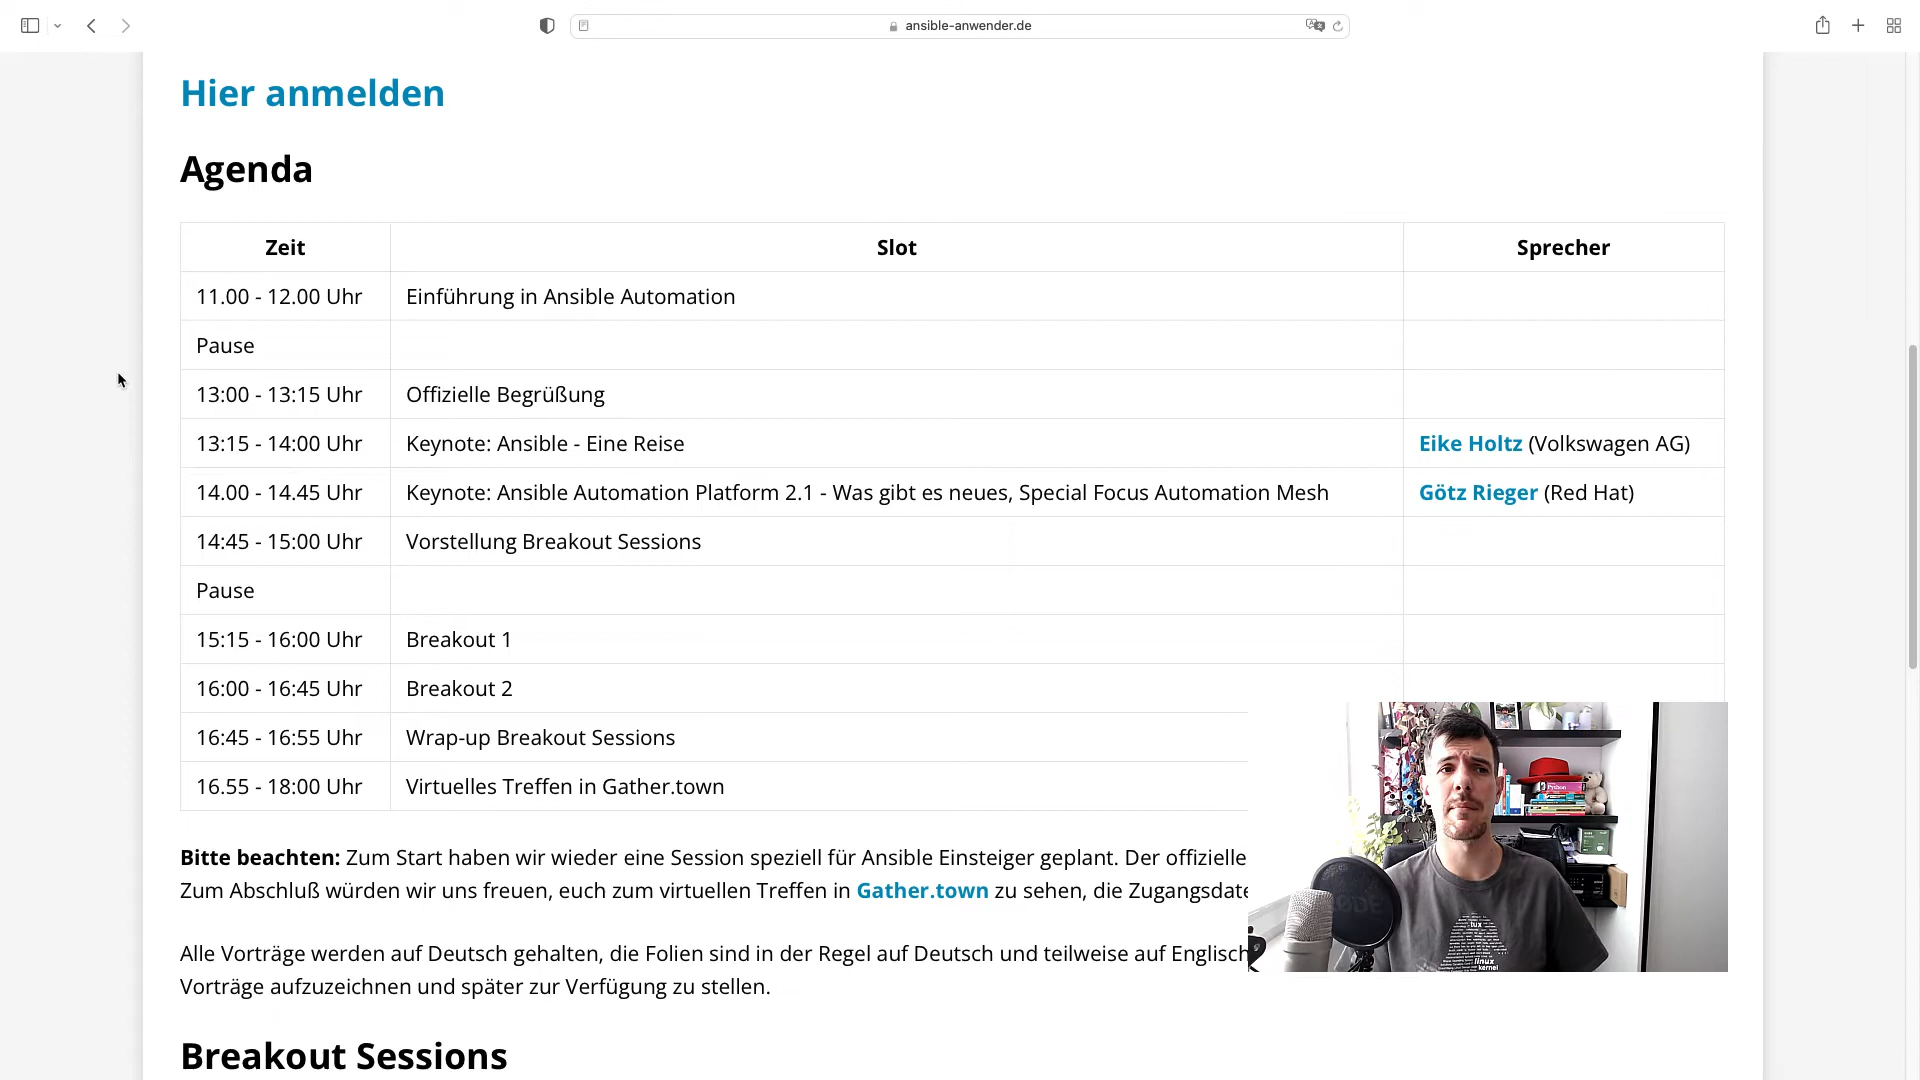 ansible-anwender.de
Hier anmelden
Agenda
Zeit Slot Sprecher
11.00 - 12.00 Uhr Einführung in Ansible Automation
Pause
13:00 - 13:15 Uhr Offizielle Begrüßung
13:15 - 14:00 Uhr Keynote: Ansible - Eine Reise Eike Holtz (Volkswagen AG)
14.00 - 14.45 Uhr Keynote: Ansible Automation Platform 2.1 - Was gibt es neues, Special Focus Automation Mesh Götz Rieger (Red Hat)
14:45 - 15:00 Uhr Vorstellung Breakout Sessions
Pause
15:15 - 16:00 Uhr Breakout 1
16:00 - 16:45 Uhr Breakout 2
16:45 - 16:55 Uhr Wrap-up Breakout Sessions
16.55 - 18:00 Uhr Virtuelles Treffen in Gather.town
Bitte beachten: Zum Start haben wir wieder eine Session speziell für Ansible Einsteiger geplant. Der offizielle
Zum Abschluß würden wir uns freuen, euch zum virtuellen Treffen in Gather.town zu sehen, die
Alle Vorträge werden auf Deutsch gehalten, die Folien sind in der Regel auf Deutsch und teilweise auf Englisch
Vorträge aufzuzeichnen und später zur Verfügung zu stellen.
Breakout Sessions
Python
tux
linux
kernel